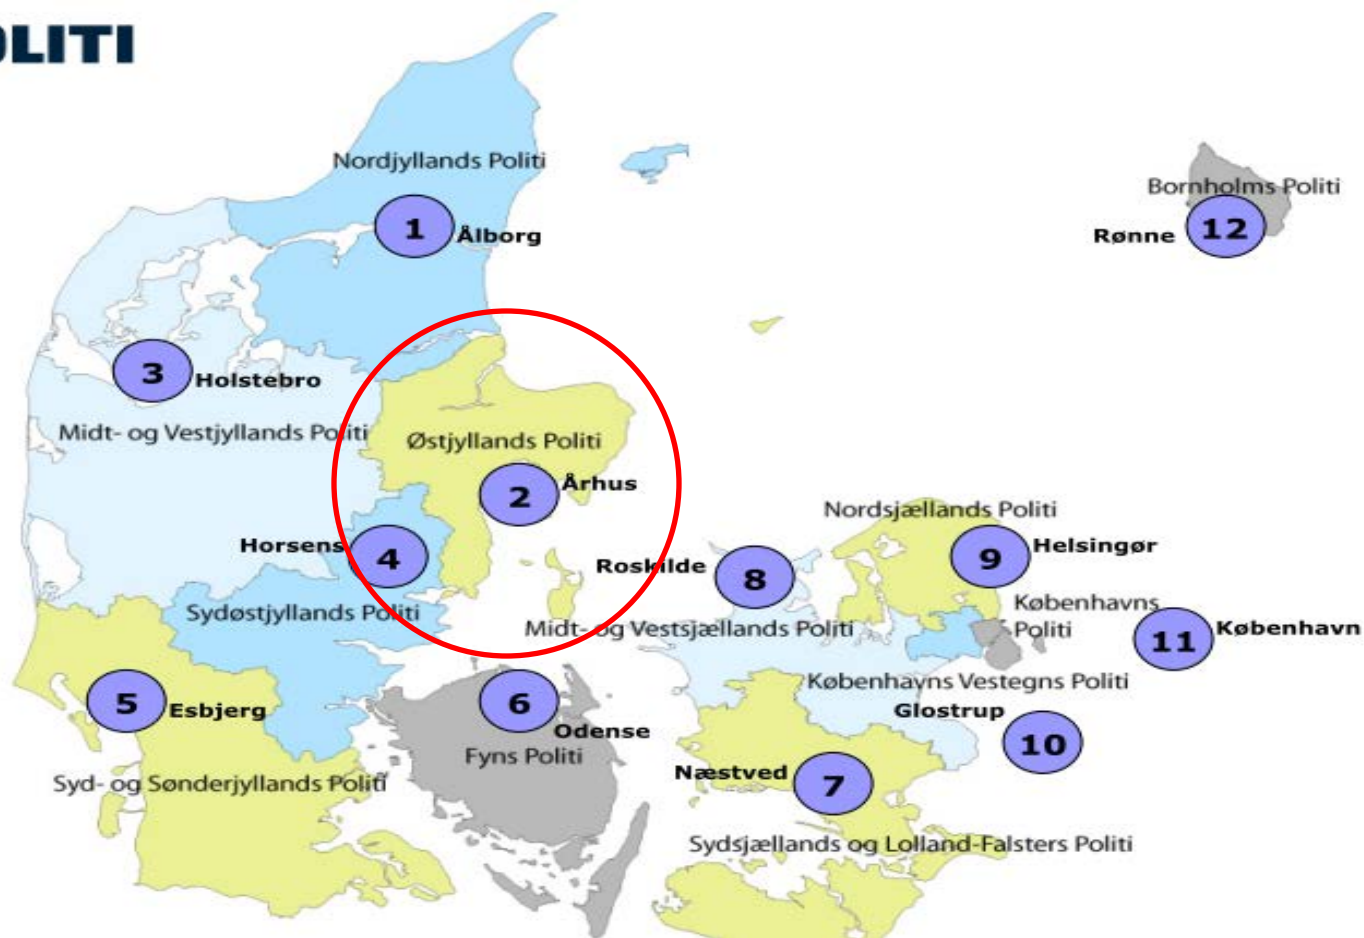 OLITI
Nordjyllands Politi
1
Ålborg
Bornholms Politi
Rønne
12
3
Holstebro
Midt- og Vestjyllands Politi
Østjyllands Politi
2
Århus
Horsens
4
Nordsjællands Politi
9
Helsingør
Roskilde
8
Sydøstjyllands Politi
Midt- og Vestsjællands Politi
Københavns
Politi
11
København
5
Esbjerg
6
Odense
Fyns Politi
Københavns Vestegns Politi
Glostrup
10
Næstved
7
Syd- og Sønderjyllands Politi
Sydsjællands og Lolland-Falsters Politi